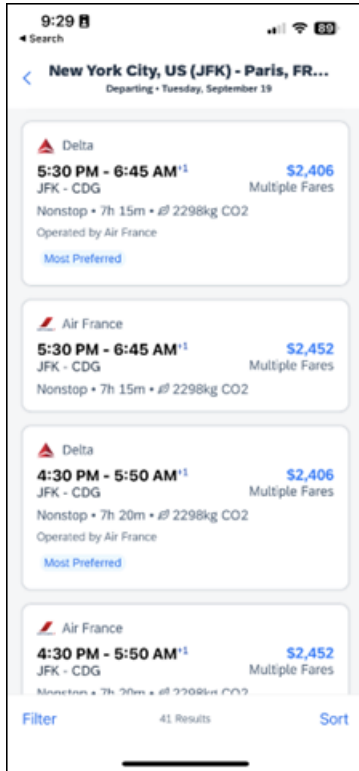 9:29
◀ Search
89
New York City, US (JFK) - Paris, FR...
Departing • Tuesday, September 19
Delta
5:30 PM - 6:45 AM+1
$2,406
JFK - CDG
Multiple Fares
Nonstop • 7h 15m • 2298kg CO2
Operated by Air France
Most Preferred
Air France
5:30 PM - 6:45 AM+1
$2,452
JFK - CDG
Multiple Fares
Nonstop • 7h 15m • 2298kg CO2
Delta
4:30 PM - 5:50 AM+1
$2,406
JFK - CDG
Multiple Fares
Nonstop • 7h 20m • 2298kg CO2
Operated by Air France
Most Preferred
Air France
4:30 PM - 5:50 AM+1
$2,452
JFK - CDG
Multiple Fares
Nonstop • 7h 20m • 2298kg CO2
Filter
41 Results
Sort